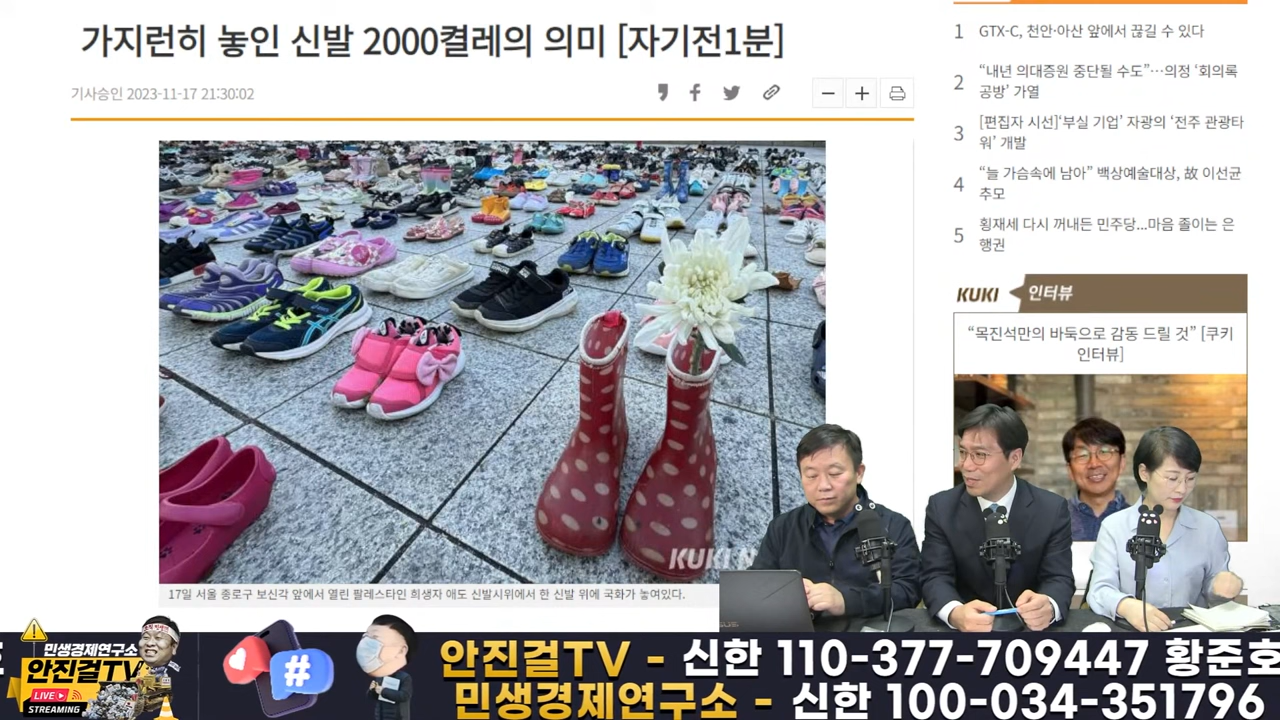 가지런히 놓인 신발 2000켤레의 의미 [자기전1분]
기사승인 2023-11-17 21:30:02
KUKI N
17일 서울 종로구 보신각 앞에서 열린 팔레스타인 희생자 애도 신발시위에서 한 신발 위에 국화가 놓여있다.
1 GTX-C, 천안·아산 앞에서 끊길 수 있다
2 “내년 의대증원 중단될 수도”…의정 ‘회의록
공방’ 가열
3 [편집자 시선]‘부실 기업’ 자광의 ‘전주 관광타
워’ 개발
4 “늘 가슴속에 남아” 백상예술대상, 故 이선균
추모
5 횡재세 다시 꺼내든 민주당...마음 졸이는 은
행권
KUKI 인터뷰
“목진석만의 바둑으로 감동 드릴 것” [쿠키
인터뷰]
민생경제연구소
안진걸TV
LIVE
STREAMING
#
안진걸TV - 신한 110-377-709447 황준호
민생경제연구소 - 신한 100-034-351796